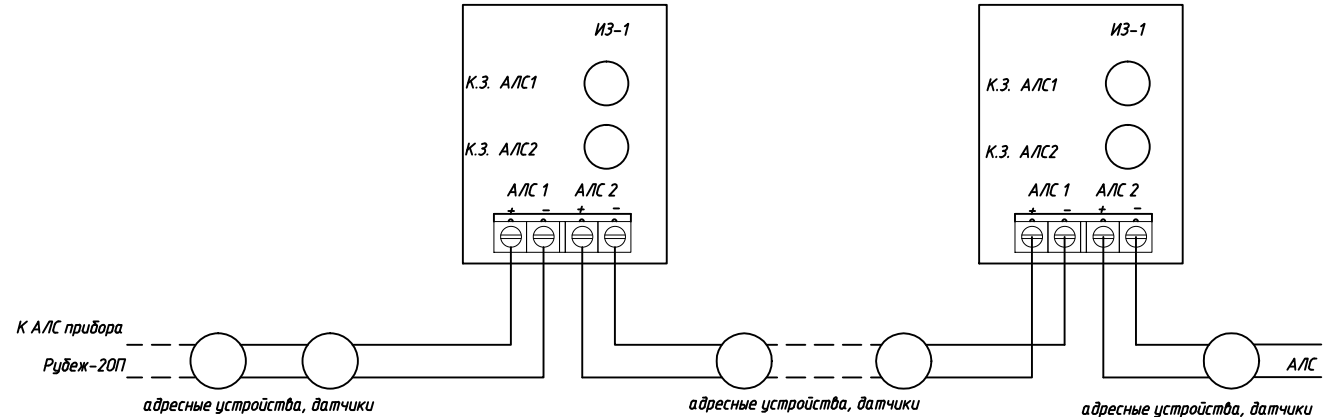 ИЗ-1
К.З. АЛС1
К.З. АЛС2
АЛС 1 АЛС 2
+ - + -
ИЗ-1
К.З. АЛС1
К.З. АЛС2
АЛС 1 АЛС 2
+ - + -
К АЛС прибора
Рубеж-20П
АЛС
адресные устройства, датчики
адресные устройства, датчики
адресные устройства, датчики